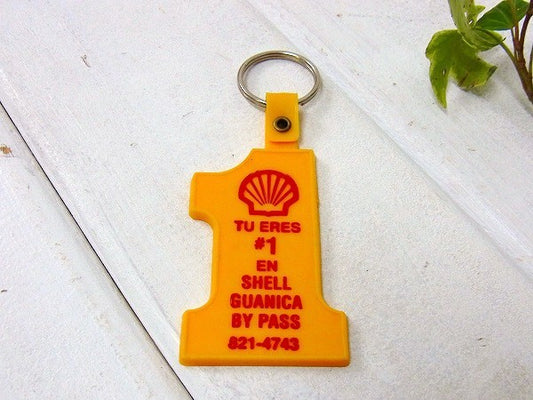 TU ERES
#1
EN
SHELL
GUANICA
BY PASS
821-4743